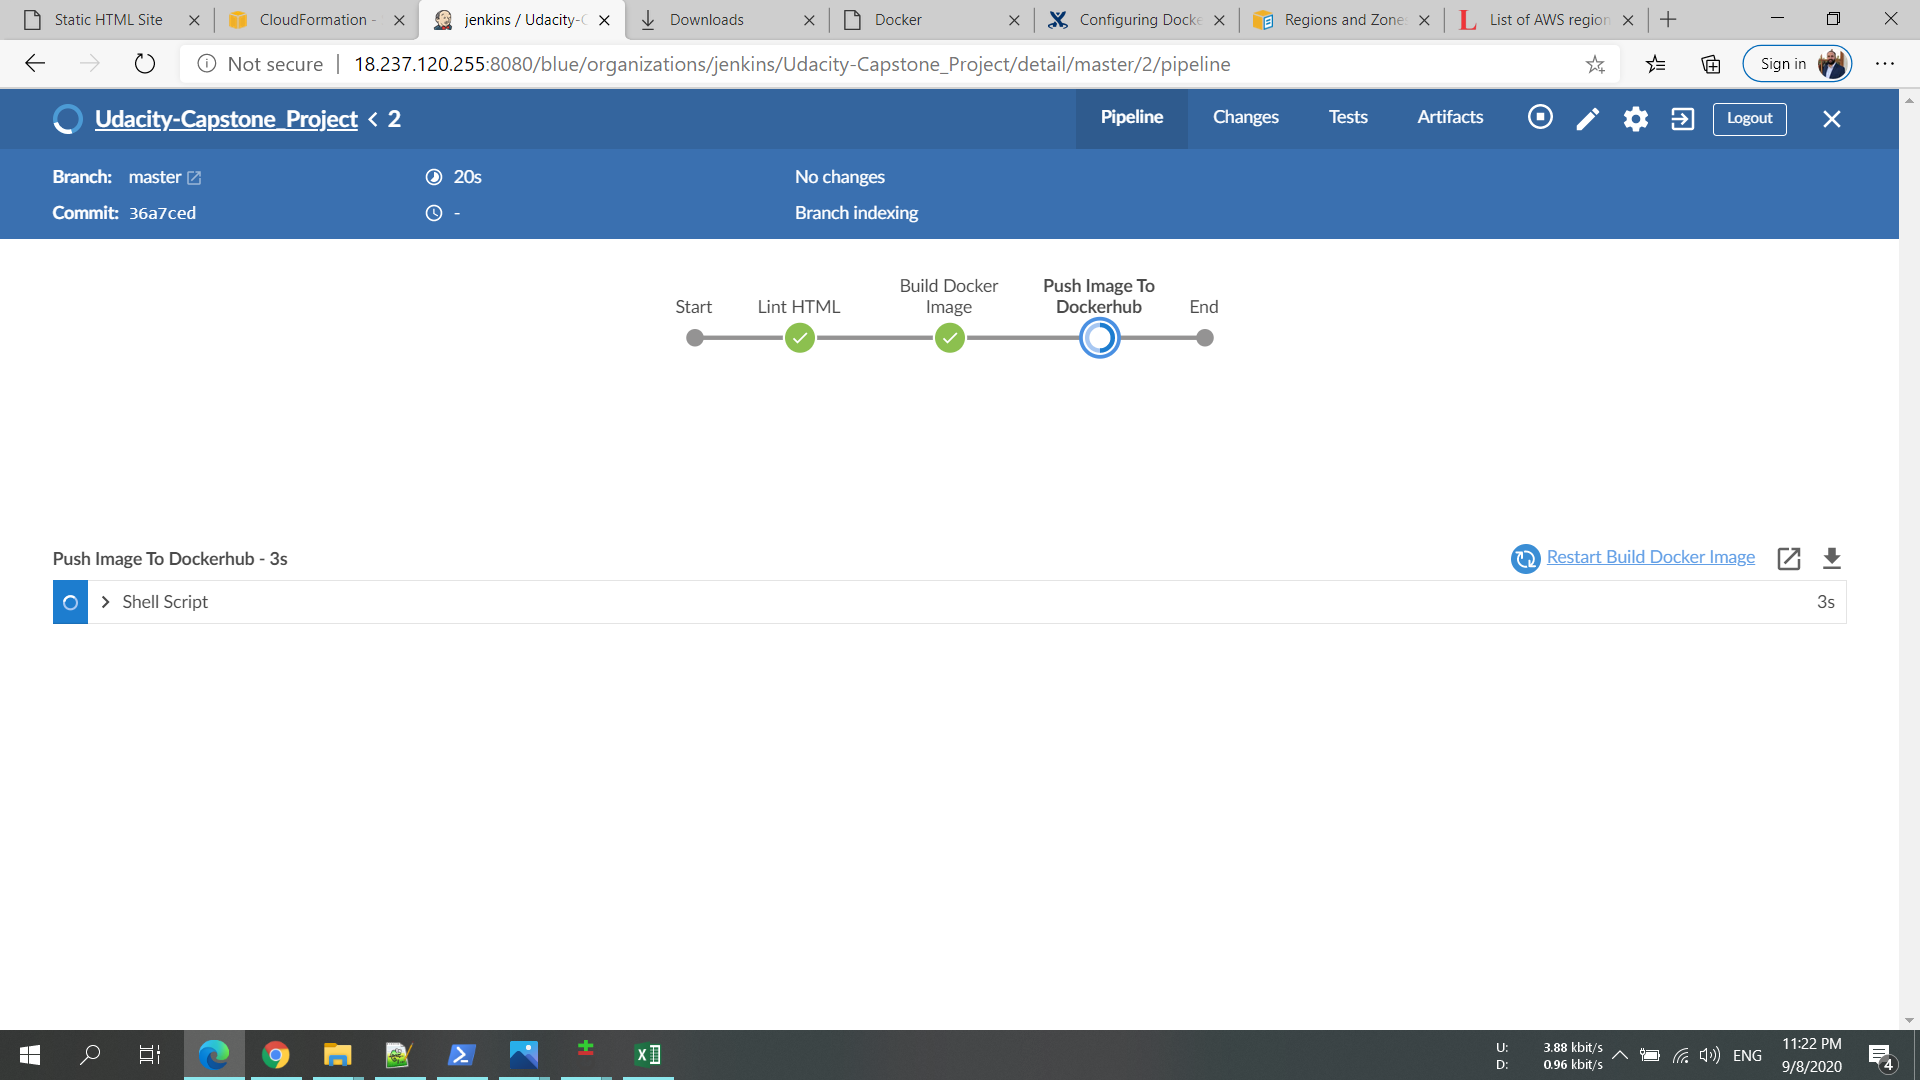 Static HTML Site
CloudFormation -
jenkins / Udacity-C
Downloads
Docker
Configuring Docke
Regions and Zone
List of AWS region
Not secure
18.237.120.255:8080/blue/organizations/jenkins/Udacity-Capstone_Project/detail/master/2/pipeline
Sign in
Udacity-Capstone_Project < 2
Pipeline
Changes
Tests
Artifacts
Logout
Branch: master
20s
No changes
Commit: 36a7ced
-
Branch indexing
Start
Lint HTML
Build Docker
Image
Push Image To
Dockerhub
End
Push Image To Dockerhub - 3s
Restart Build Docker Image
Shell Script
3s
U: 3.88 kbit/s
D: 0.96 kbit/s
ENG
11:22 PM
9/8/2020
4